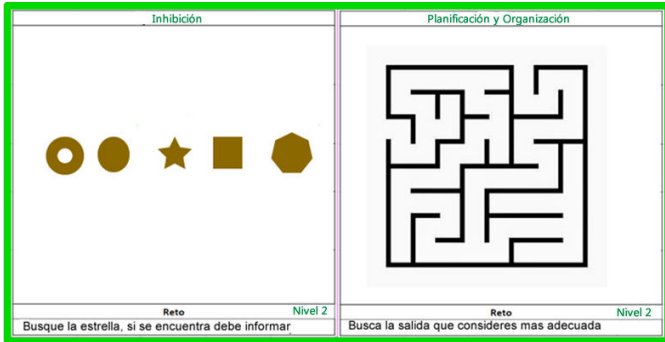 Inhibición
Reto
Nivel 2
Busque la estrella, si se encuentra debe informar
Planificación y Organización
Reto
Nivel 2
Busca la salida que consideres mas adecuada